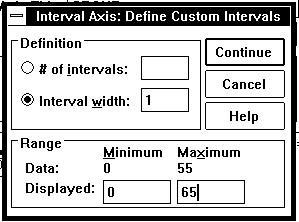 Interval Axis: Define Custom Intervals
Definition
# of intervals:
Interval width: 1
Continue
Cancel
Help
Range
Minimum Maximum
Data: 0 55
Displayed: 0 65